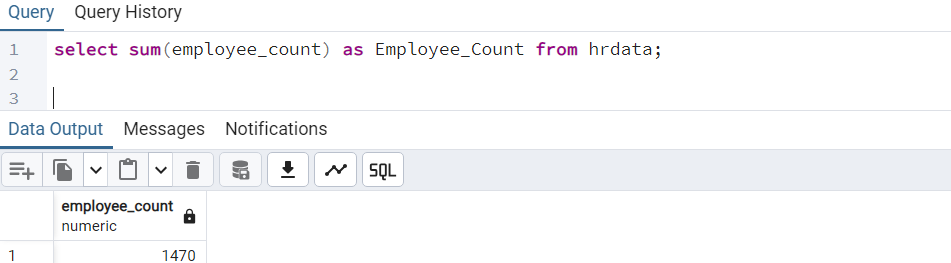 Query Query History
1 select sum(employee_count) as Employee_Count from hrdata;
2
3
Data Output Messages Notifications
SQL
employee_count
numeric
1 1470